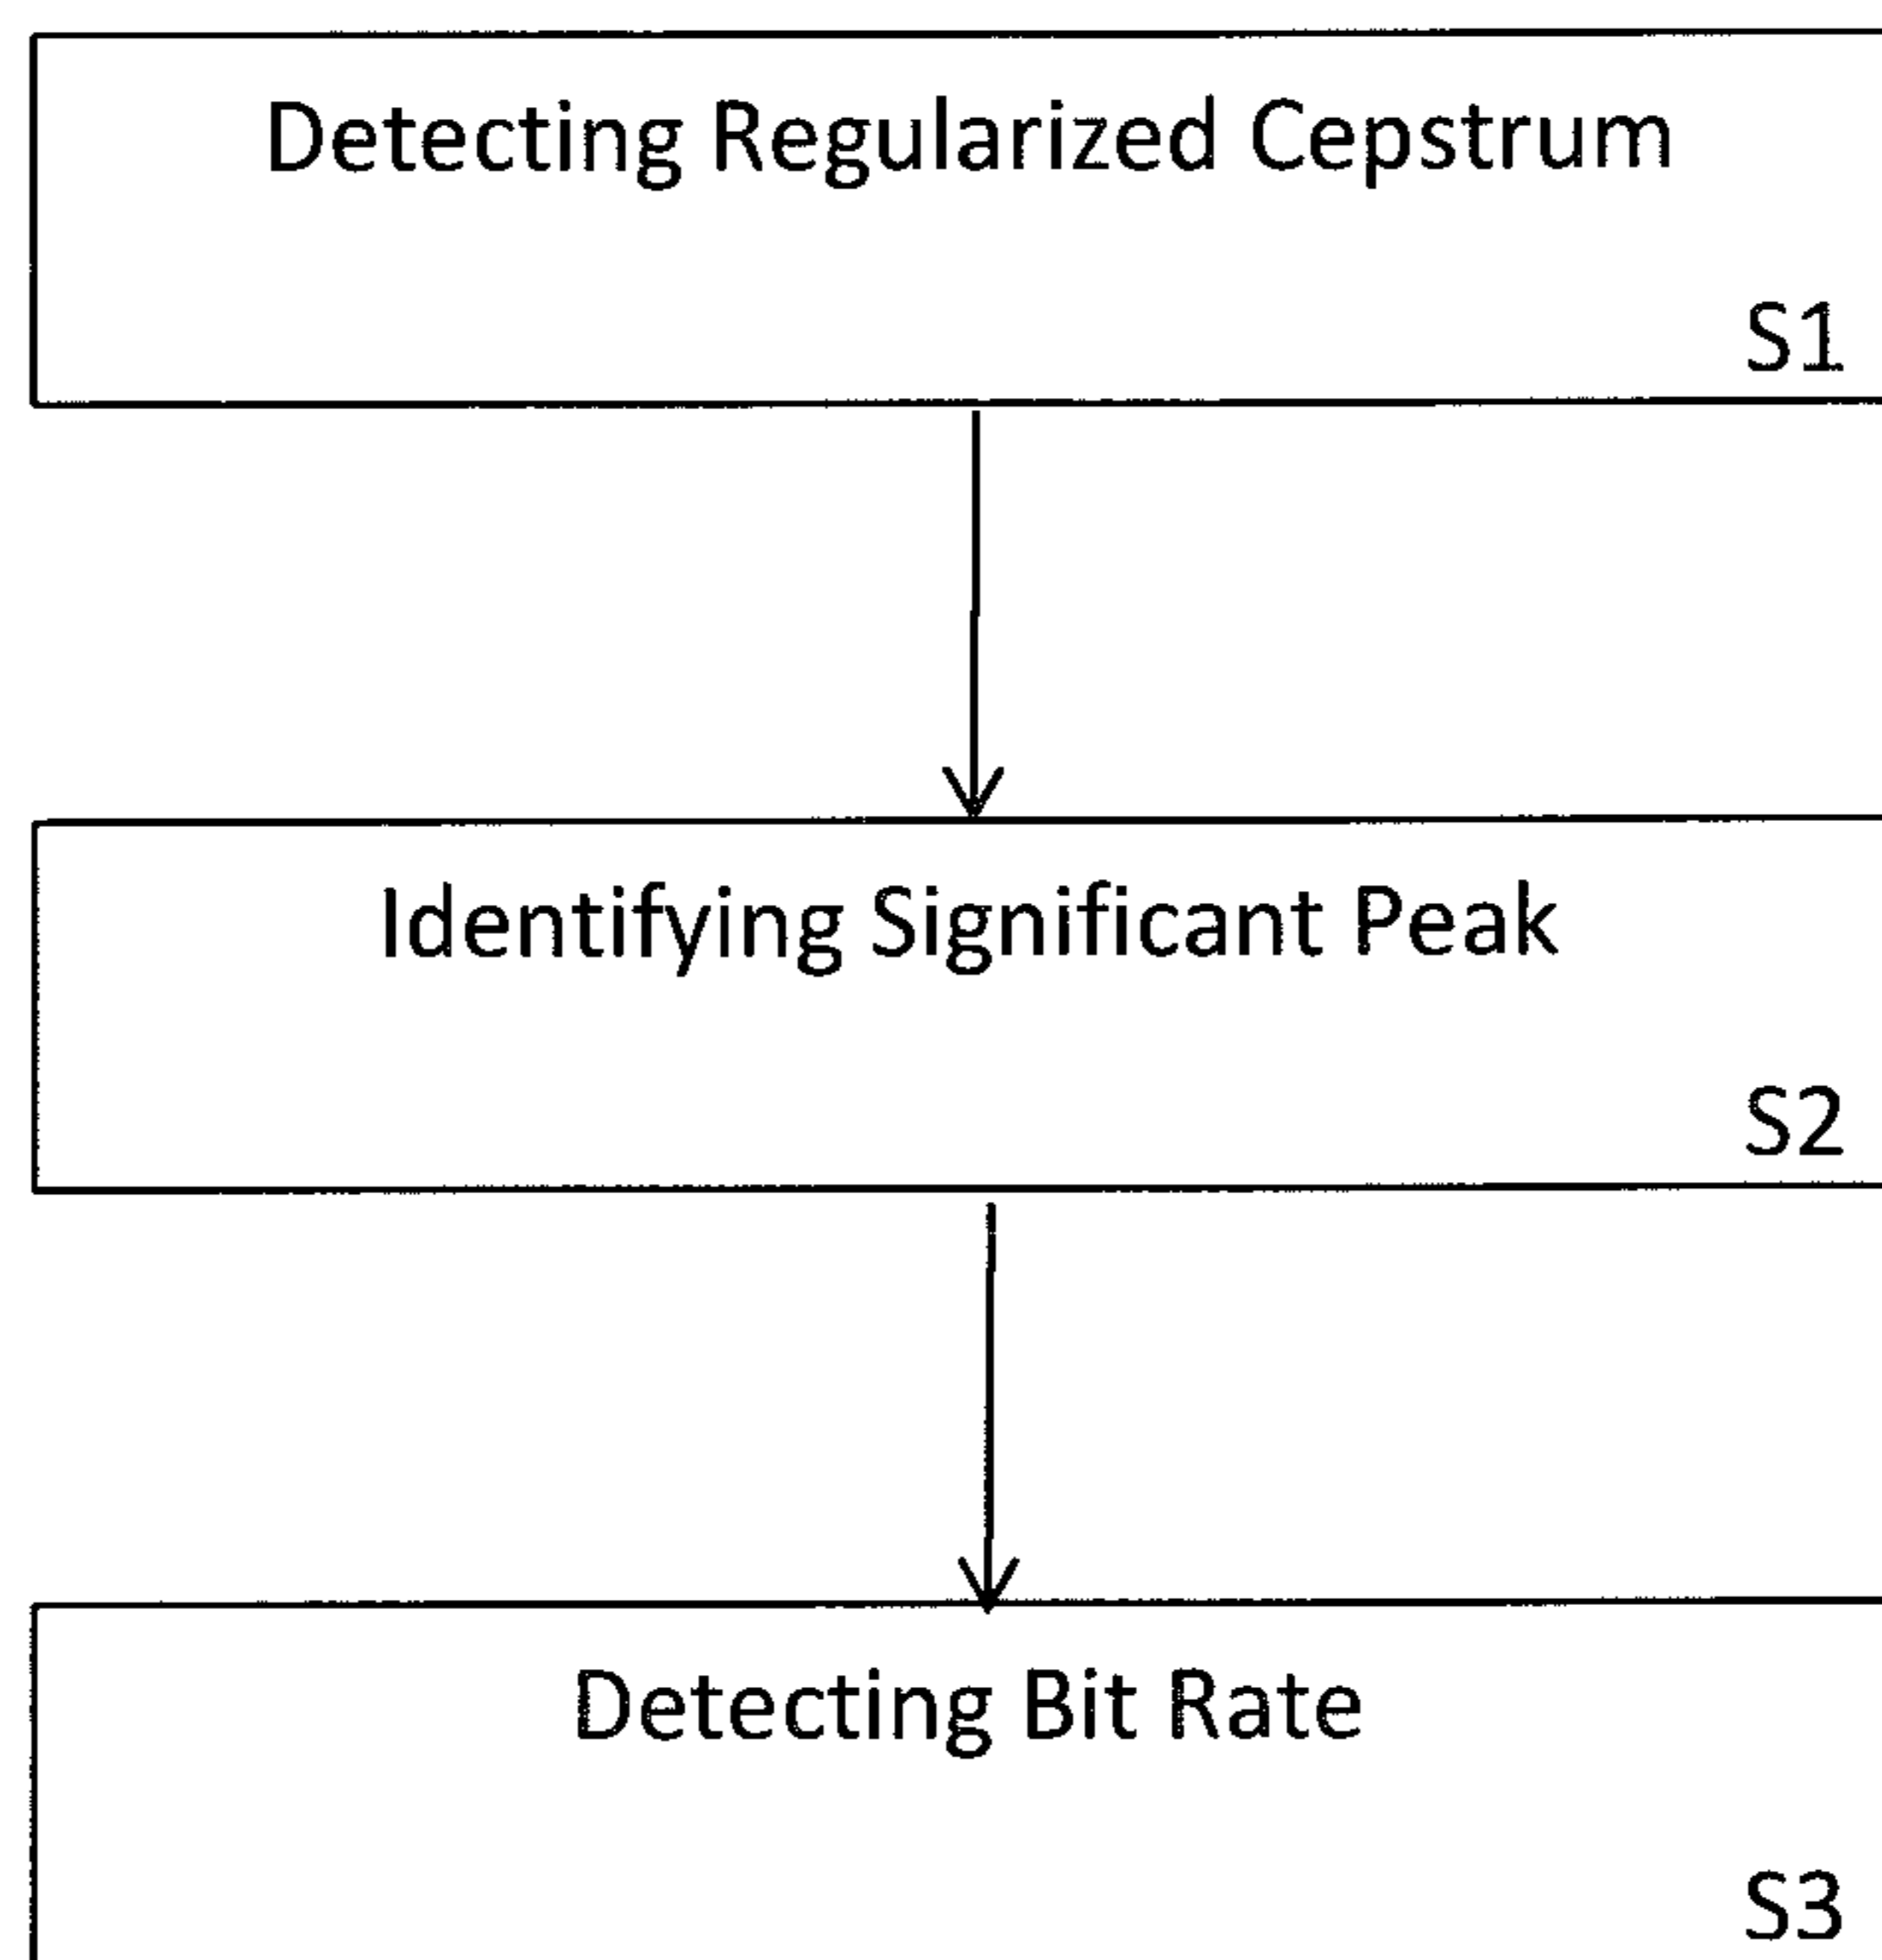 Detecting Regularized Cepstrum
S1
Identifying Significant Peak
S2
Detecting Bit Rate
S3